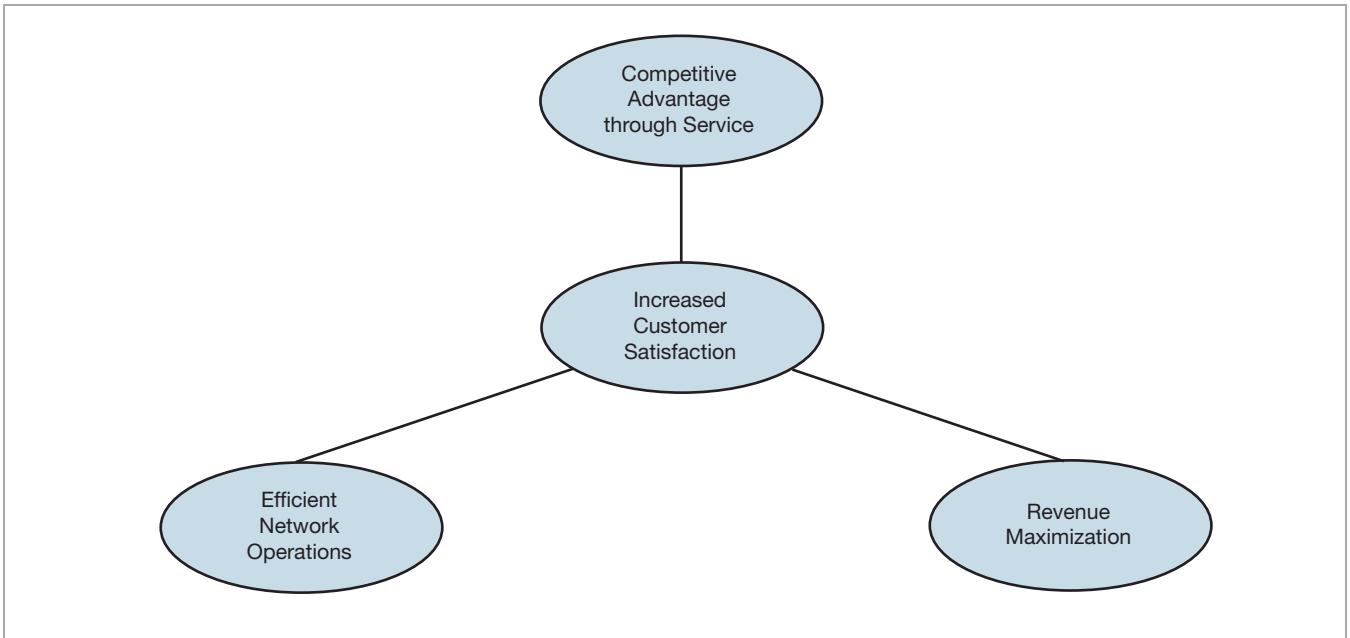 Competitive
Advantage
through Service
Increased
Customer
Satisfaction
Efficient
Network
Operations
Revenue
Maximization